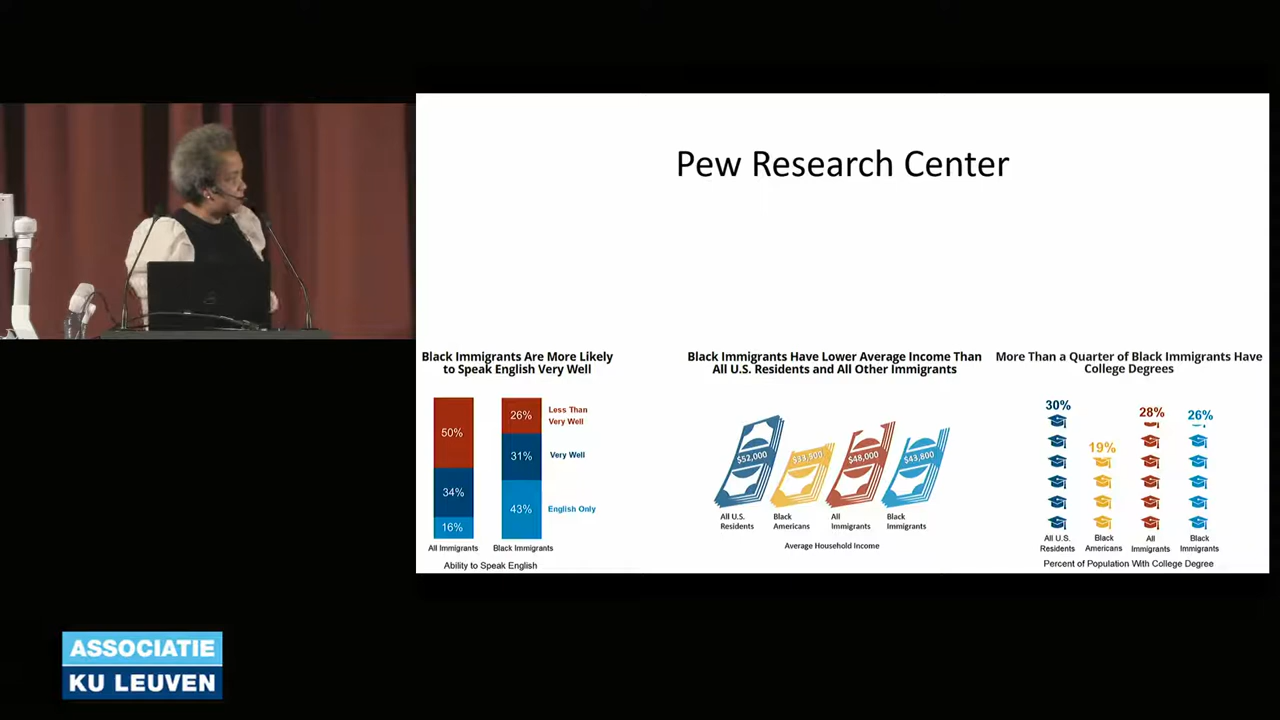 Pew Research Center
Black Immigrants Are More Likely
to Speak English Very Well
50%
34%
16%
All Immigrants
26%
31%
43%
Black Immigrants
Less Than
Very Well
Very Well
English Only
Ability to Speak English
Black Immigrants Have Lower Average Income Than
All U.S. Residents and All Other Immigrants
$52,000
$33,500
$48,000
$43,800
All U.S.
Residents
Black
Americans
All
Immigrants
Black
Immigrants
Average Household Income
More Than a Quarter of Black Immigrants Have
College Degrees
30%
19%
28%
26%
All U.S.
Residents
Black
Americans
All
Immigrants
Black
Immigrants
Percent of Population With College Degree
ASSOCIATIE
KU LEUVEN